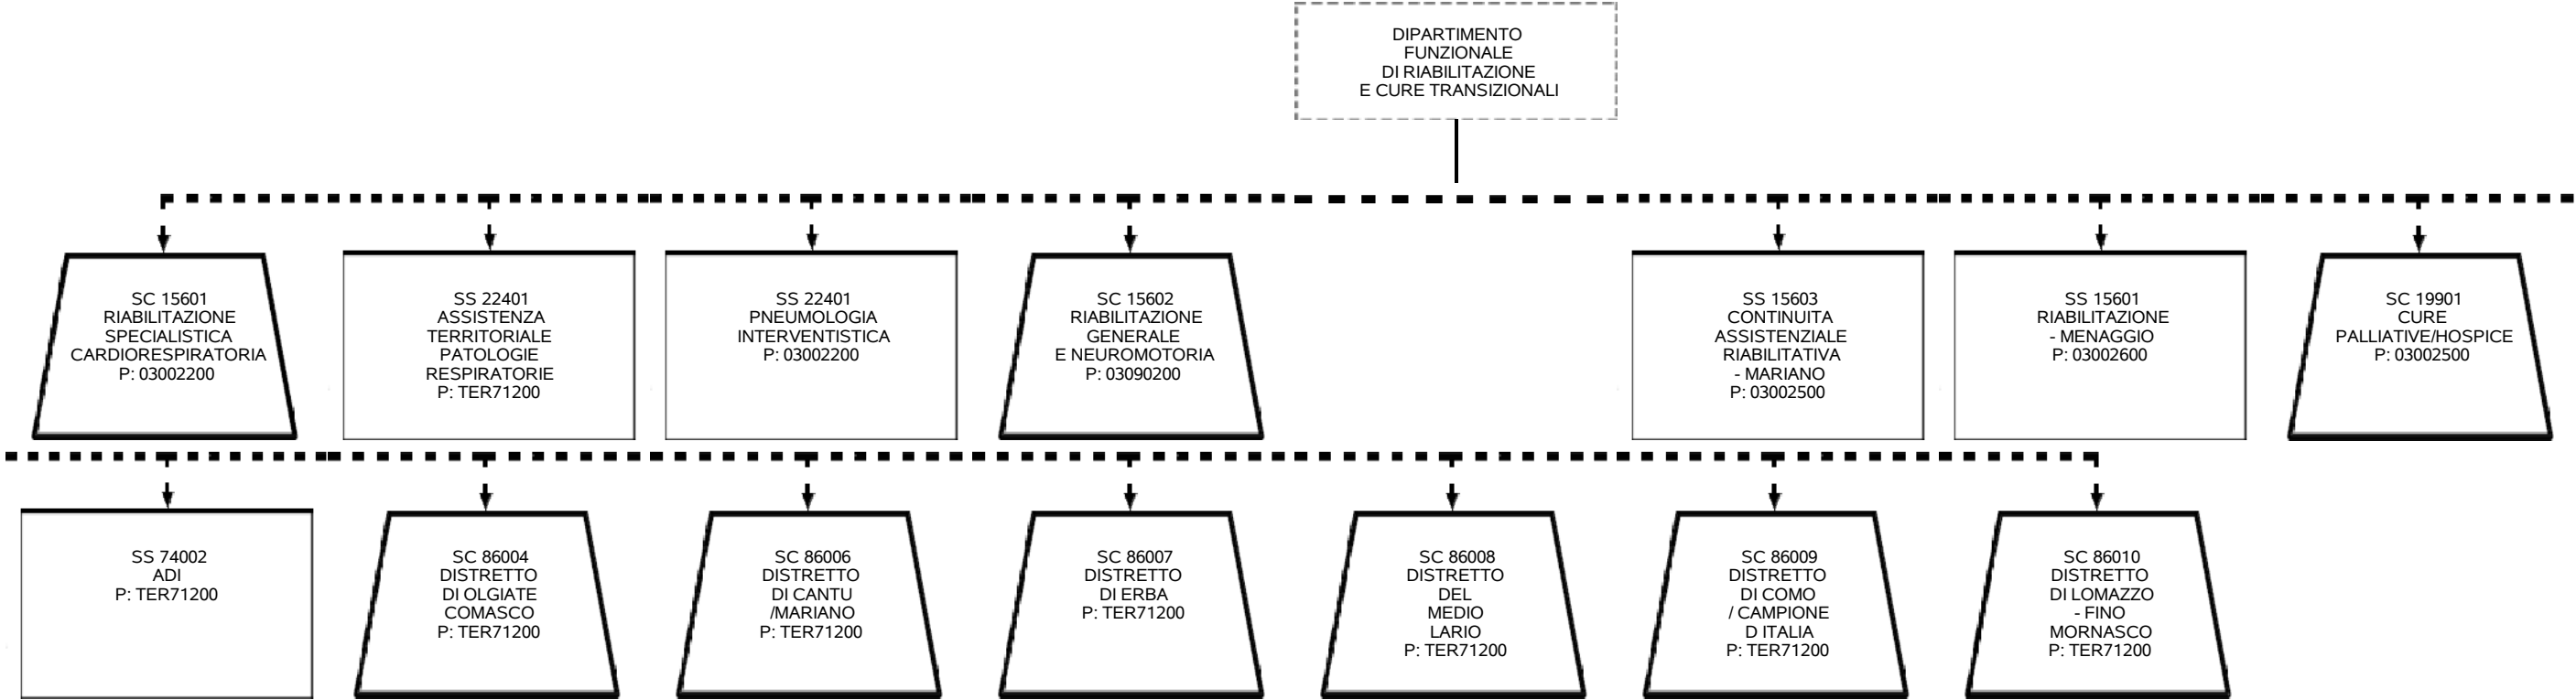 DIPARTIMENTO
FUNZIONALE
DI RIABILITAZIONE
E CURE TRANSIZIONALI
SC 15601
RIABILITAZIONE
SPECIALISTICA
CARDIORESPIRATORIA
P: 03002200
SS 22401
ASSISTENZA
TERRITORIALE
PATOLOGIE
RESPIRATORIE
P: TER71200
SS 22401
PNEUMOLOGIA
INTERVENTISTICA
P: 03002200
SC 15602
RIABILITAZIONE
GENERALE
E NEUROMOTORIA
P: 03090200
SS 15603
CONTINUITA
ASSISTENZIALE
RIABILITATIVA
- MARIANO
P: 03002500
SS 15601
RIABILITAZIONE
- MENAGGIO
P: 03002600
SC 19901
CURE
PALLIATIVE/HOSPICE
P: 03002500
SS 74002
ADI
P: TER71200
SC 86004
DISTRETTO
DI OLGIATE
COMASCO
P: TER71200
SC 86006
DISTRETTO
DI CANTU
/MARIANO
P: TER71200
SC 86007
DISTRETTO
DI ERBA
P: TER71200
SC 86008
DISTRETTO
DEL
MEDIO
LARIO
P: TER71200
SC 86009
DISTRETTO
DI COMO
/ CAMPIONE
D ITALIA
P: TER71200
SC 86010
DISTRETTO
DI LOMAZZO
- FINO
MORNASCO
P: TER71200